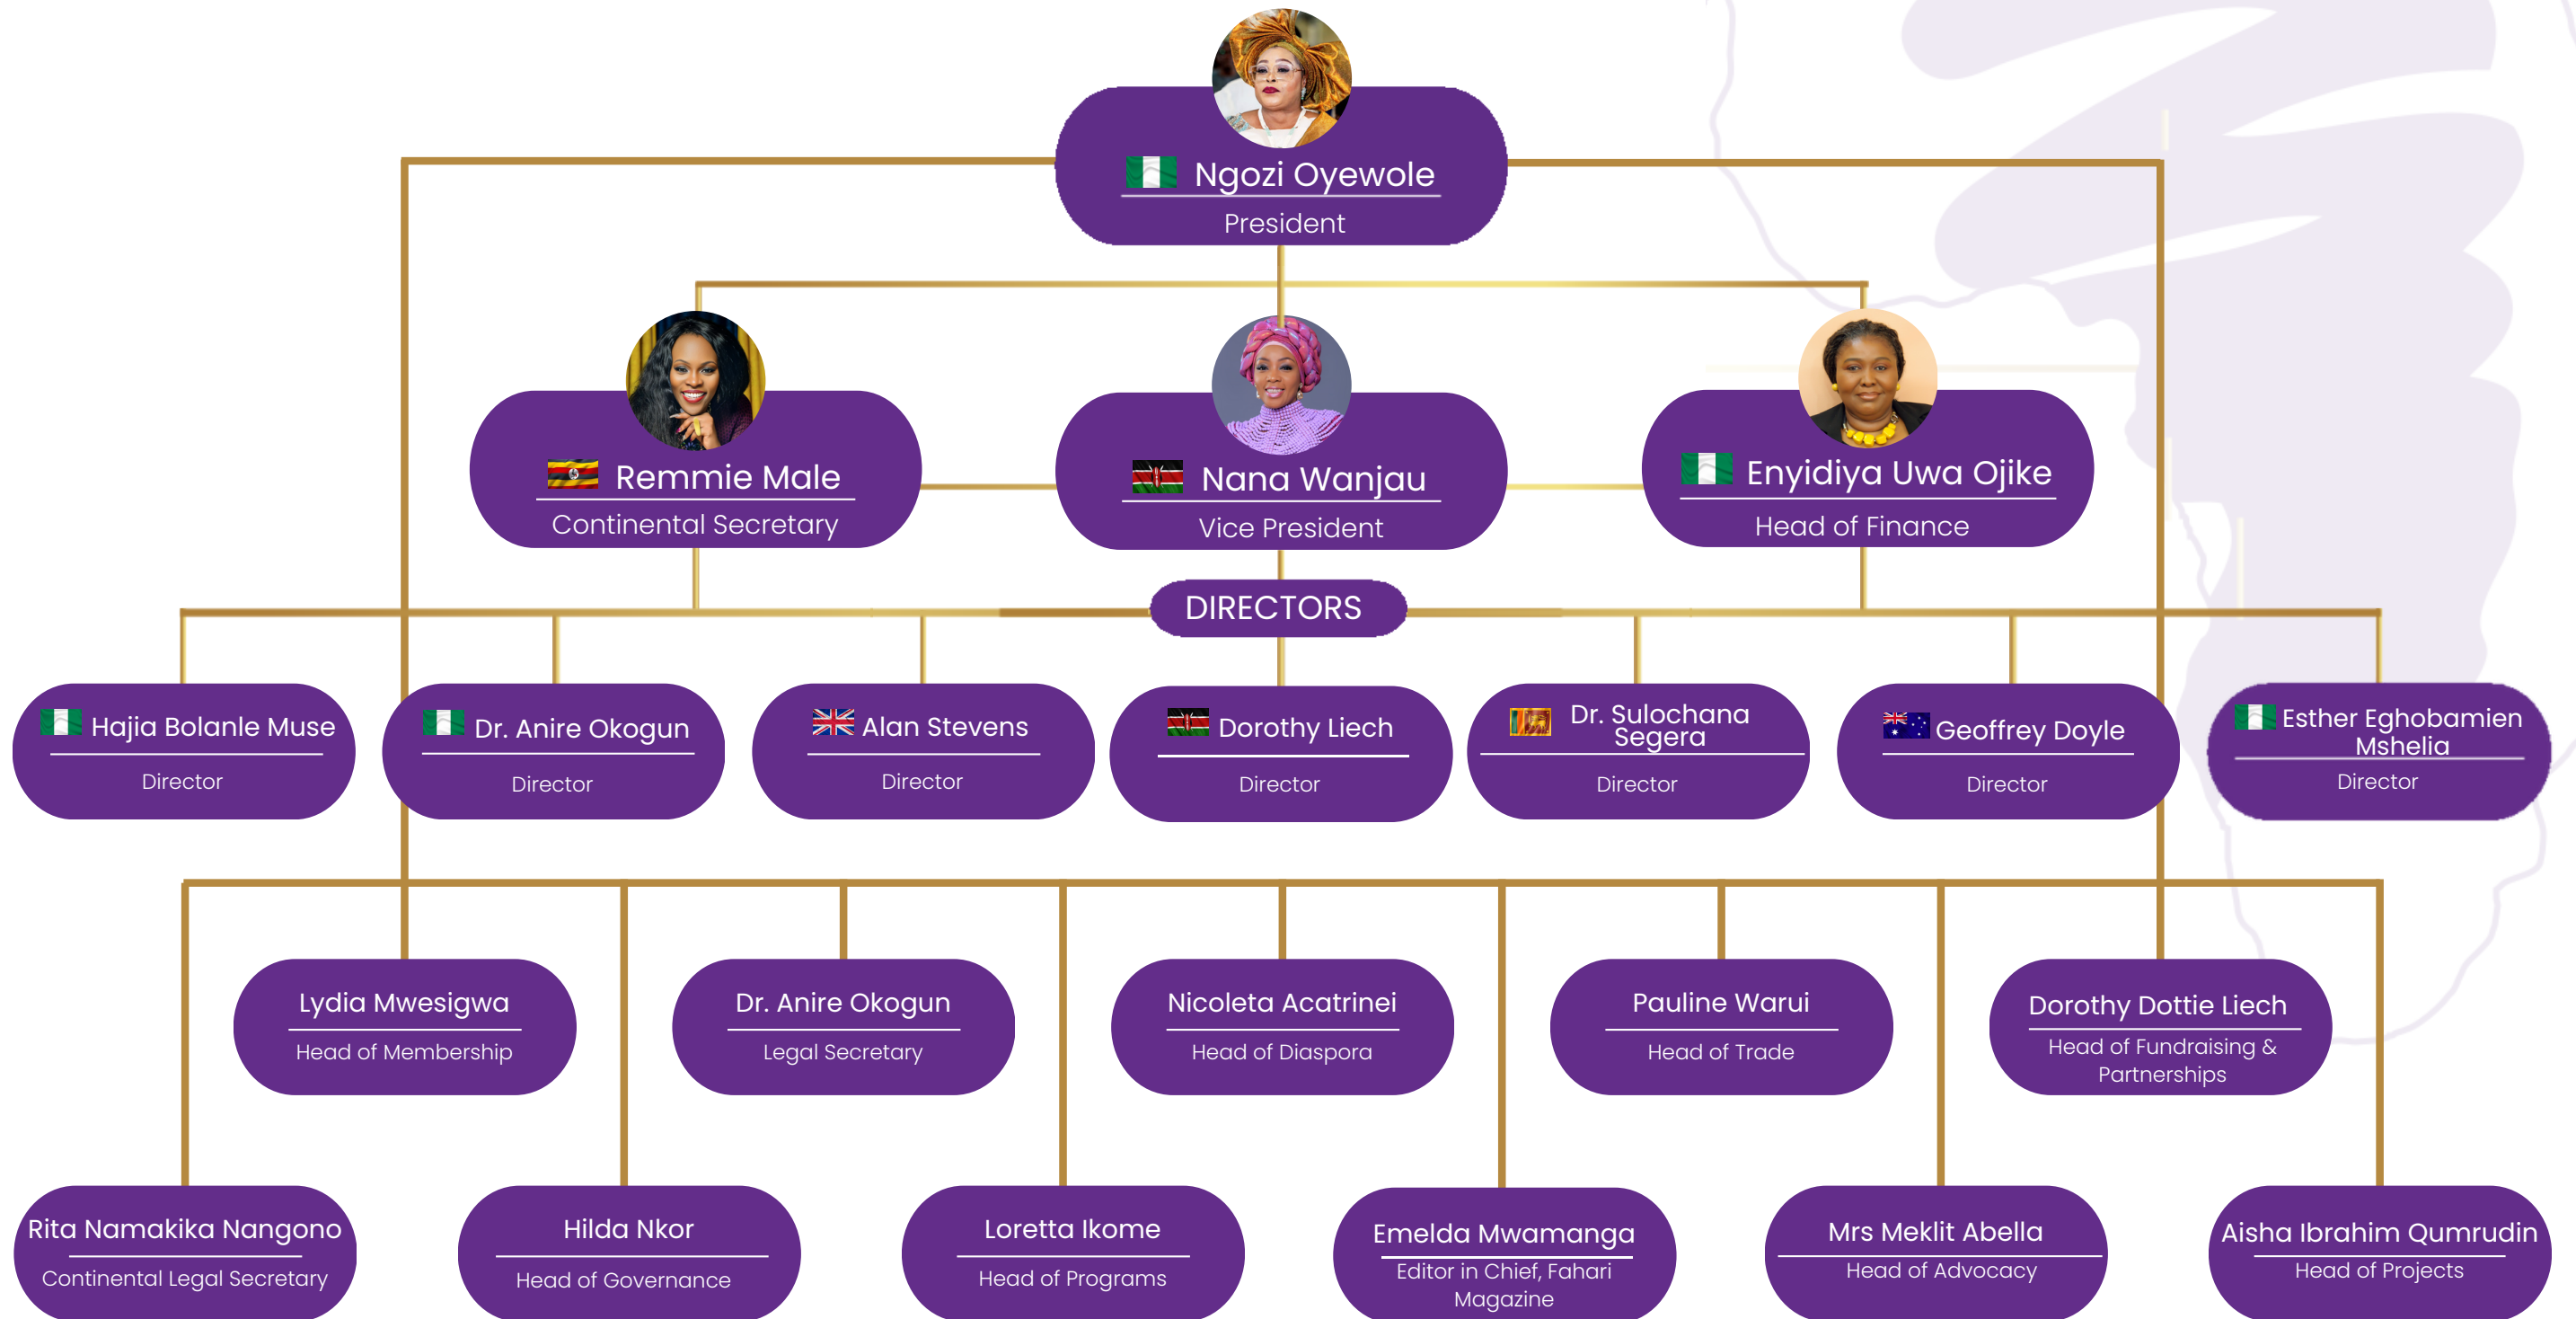 Ngozi Oyewole
President
Remmie Male
Continental Secretary
Nana Wanjau
Vice President
Enyidiya Uwa Ojike
Head of Finance
DIRECTORS
Hajia Bolanle Muse
Director
Dr. Anire Okogun
Director
Alan Stevens
Director
Dorothy Liech
Director
Dr. Sulochana
Segera
Director
Geoffrey Doyle
Director
Esther Eghobamien
Mshelia
Director
Lydia Mwesigwa
Head of Membership
Dr. Anire Okogun
Legal Secretary
Nicoleta Acatrinei
Head of Diaspora
Pauline Warui
Head of Trade
Dorothy Dottie Liech
Head of Fundraising &
Partnerships
Rita Namakika Nangono
Continental Legal Secretary
Hilda Nkor
Head of Governance
Loretta Ikome
Head of Programs
Emelda Mwamanga
Editor in Chief, Fahari
Magazine
Mrs Meklit Abella
Head of Advocacy
Aisha Ibrahim Qumrudin
Head of Projects